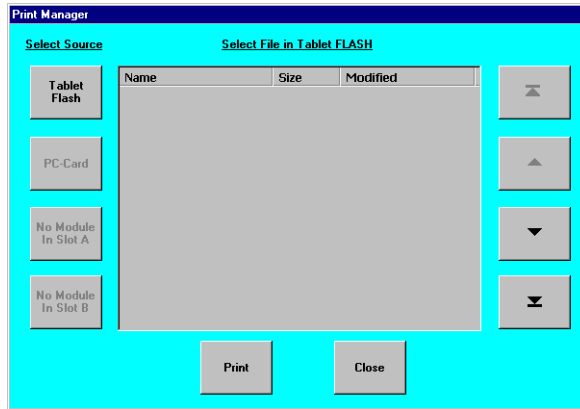 Print Manager
Select Source
Select File in Tablet FLASH
Tablet
Flash
Name Size Modified
PC-Card
No Module
In Slot A
No Module
In Slot B
Print
Close